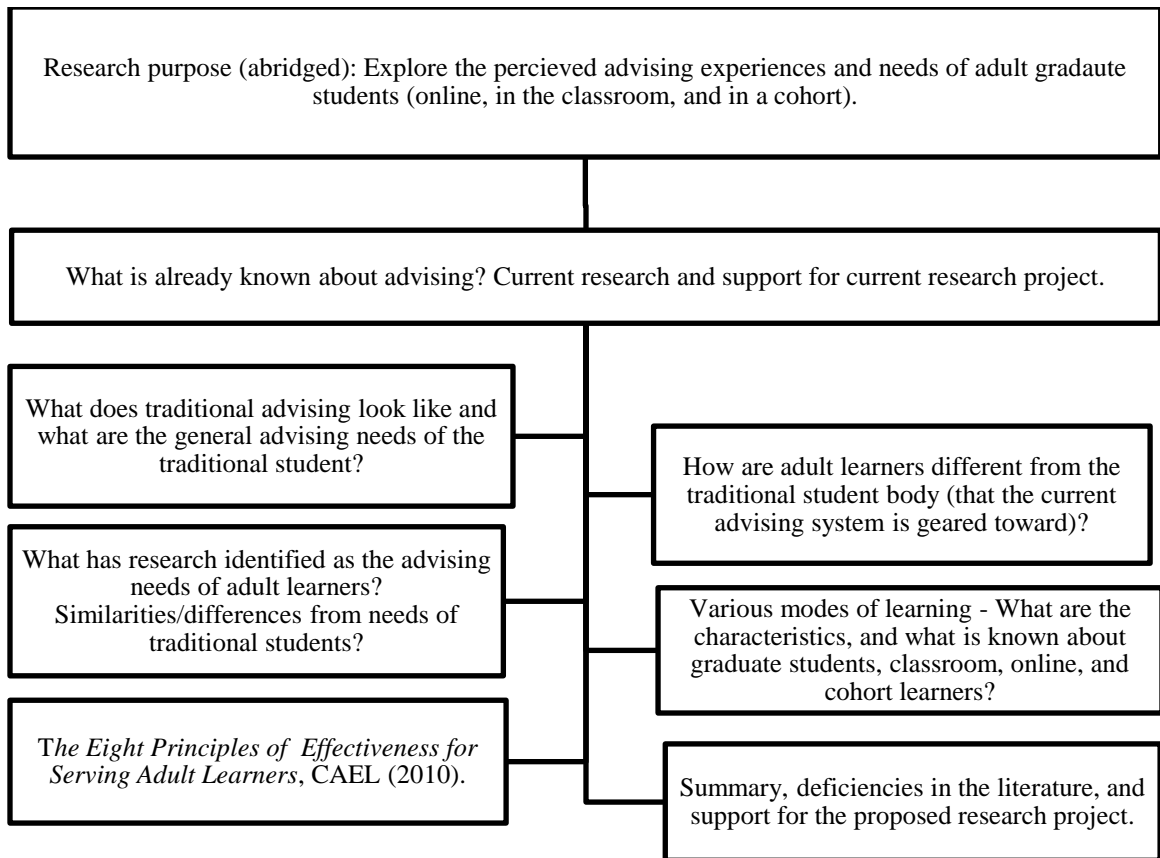 Research purpose (abridged): Explore the percieved advising experiences and needs of adult gradaute
students (online, in the classroom, and in a cohort).
What is already known about advising? Current research and support for current research project.
What does traditional advising look like and
what are the general advising needs of the
traditional student?
How are adult learners different from the
traditional student body (that the current
advising system is geared toward)?
What has research identified as the advising
needs of adult learners?
Similarities/differences from needs of
traditional students?
Various modes of learning - What are the
characteristics, and what is known about
graduate students, classroom, online, and
cohort learners?
The Eight Principles of Effectiveness for
Serving Adult Learners, CAEL (2010).
Summary, deficiencies in the literature, and
support for the proposed research project.